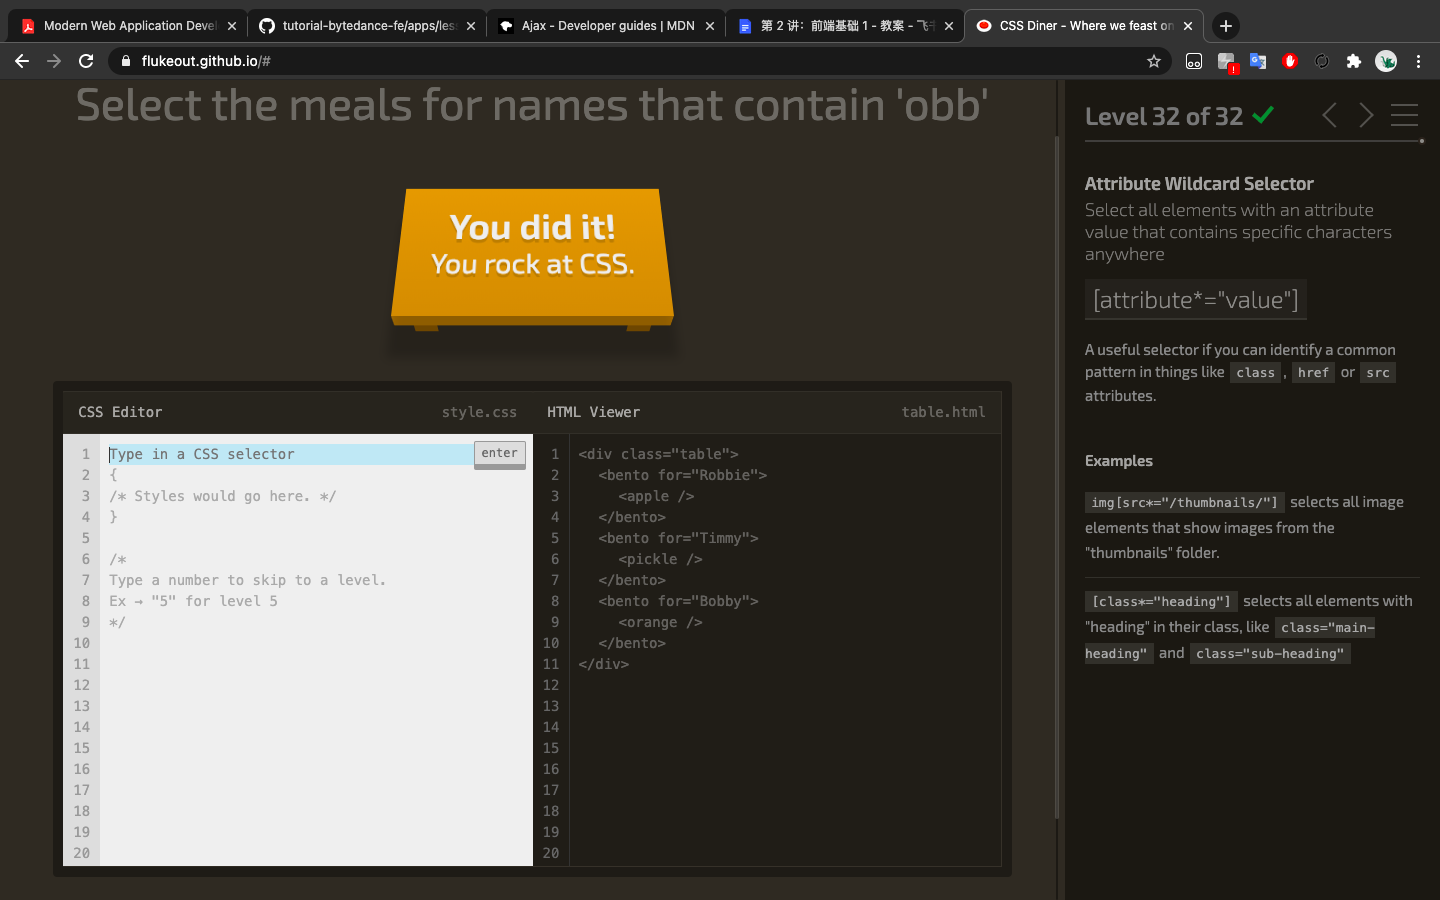 Modern Web Application Devel
tutorial-bytedance-fe/apps/les
Ajax - Developer guides | MDN
第 2 讲：前端基础 1 - 教案 - 飞
CSS Diner - Where we feast on
flukeout.github.io/#
Select the meals for names that contain 'obb'
You did it!
You rock at CSS.
CSS Editor
style.css
HTML Viewer
table.html
1 Type in a CSS selector
enter
2 {
3 /* Styles would go here. */
4 }
5
6 /*
7 Type a number to skip to a level.
8 Ex → "5" for level 5
9 */
10
11
12
13
14
15
16
17
18
19
20
1 <div class="table">
2 <bento for="Robbie">
3 <apple />
4 </bento>
5 <bento for="Timmy">
6 <pickle />
7 </bento>
8 <bento for="Bobby">
9 <orange />
10 </bento>
11 </div>
12
13
14
15
16
17
18
19
20
Level 32 of 32
Attribute Wildcard Selector
Select all elements with an attribute
value that contains specific characters
anywhere
[attribute*="value"]
A useful selector if you can identify a common
pattern in things like class , href or src
attributes.
Examples
img[src*="/thumbnails/"] selects all image
elements that show images from the
"thumbnails" folder.
[class*="heading"] selects all elements with
"heading" in their class, like class="main-
heading" and class="sub-heading"